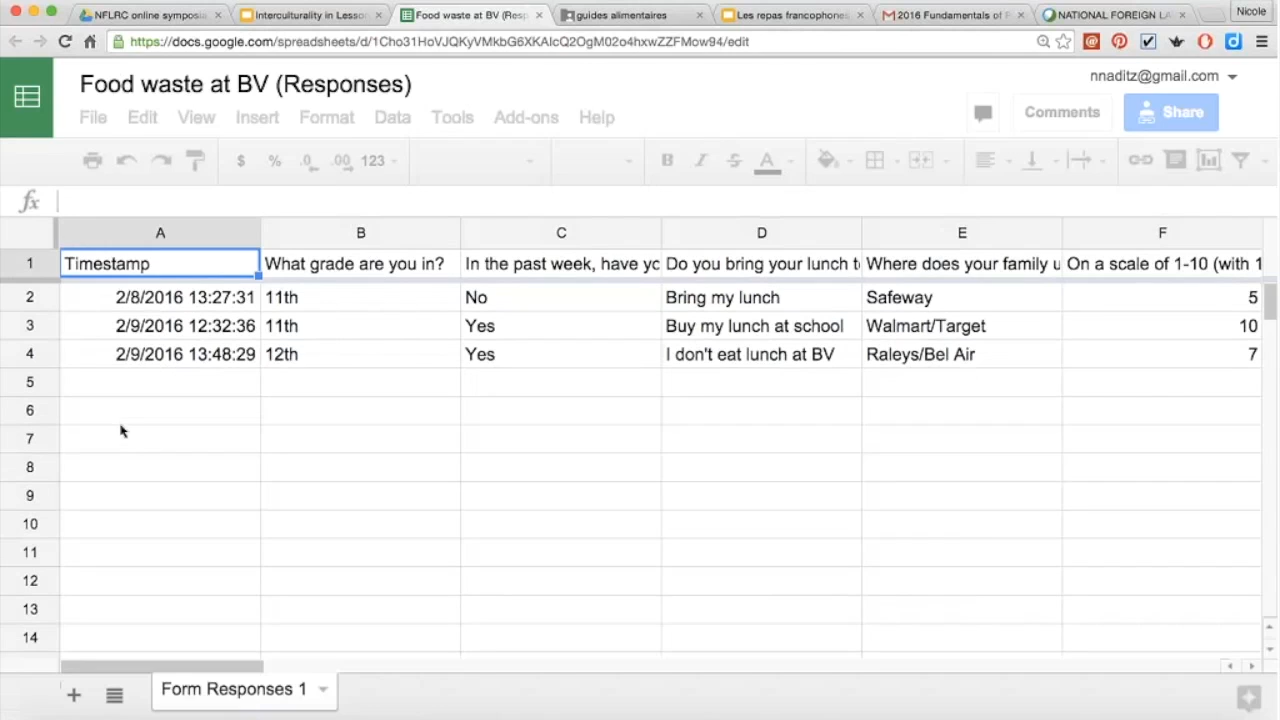 NFLRC online symposia
Interculturality in Lesson
Food waste at BV (Resp
guides alimentaires
Les repas francophones
2016 Fundamentals of
NATIONAL FOREIGN LA
Nicole
https://docs.google.com/spreadsheets/d/1Cho31HoVJQKyVMkbG6XKAlcQ2OgM02o4hxwZZFMow94/edit
Food waste at BV (Responses)
nnaditz@gmail.com
File Edit View Insert Format Data Tools Add-ons Help
Comments
Share
$ % .0 .00 123 B I S A
fx
A B C D E F
1 Timestamp What grade are you in? In the past week, have yo Do you bring your lunch to Where does your family u On a scale of 1-10 (with 1
2 2/8/2016 13:27:31 11th No Bring my lunch Safeway 5
3 2/9/2016 12:32:36 11th Yes Buy my lunch at school Walmart/Target 10
4 2/9/2016 13:48:29 12th Yes I don't eat lunch at BV Raleys/Bel Air 7
5
6
7
8
9
10
11
12
13
14
Form Responses 1